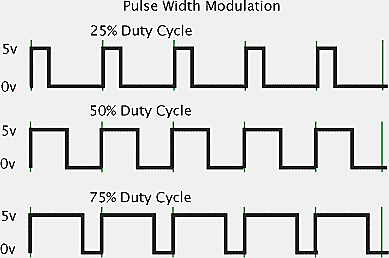 Pulse Width Modulation
25% Duty Cycle
5v
0v
50% Duty Cycle
5v
0v
75% Duty Cycle
5v
0v